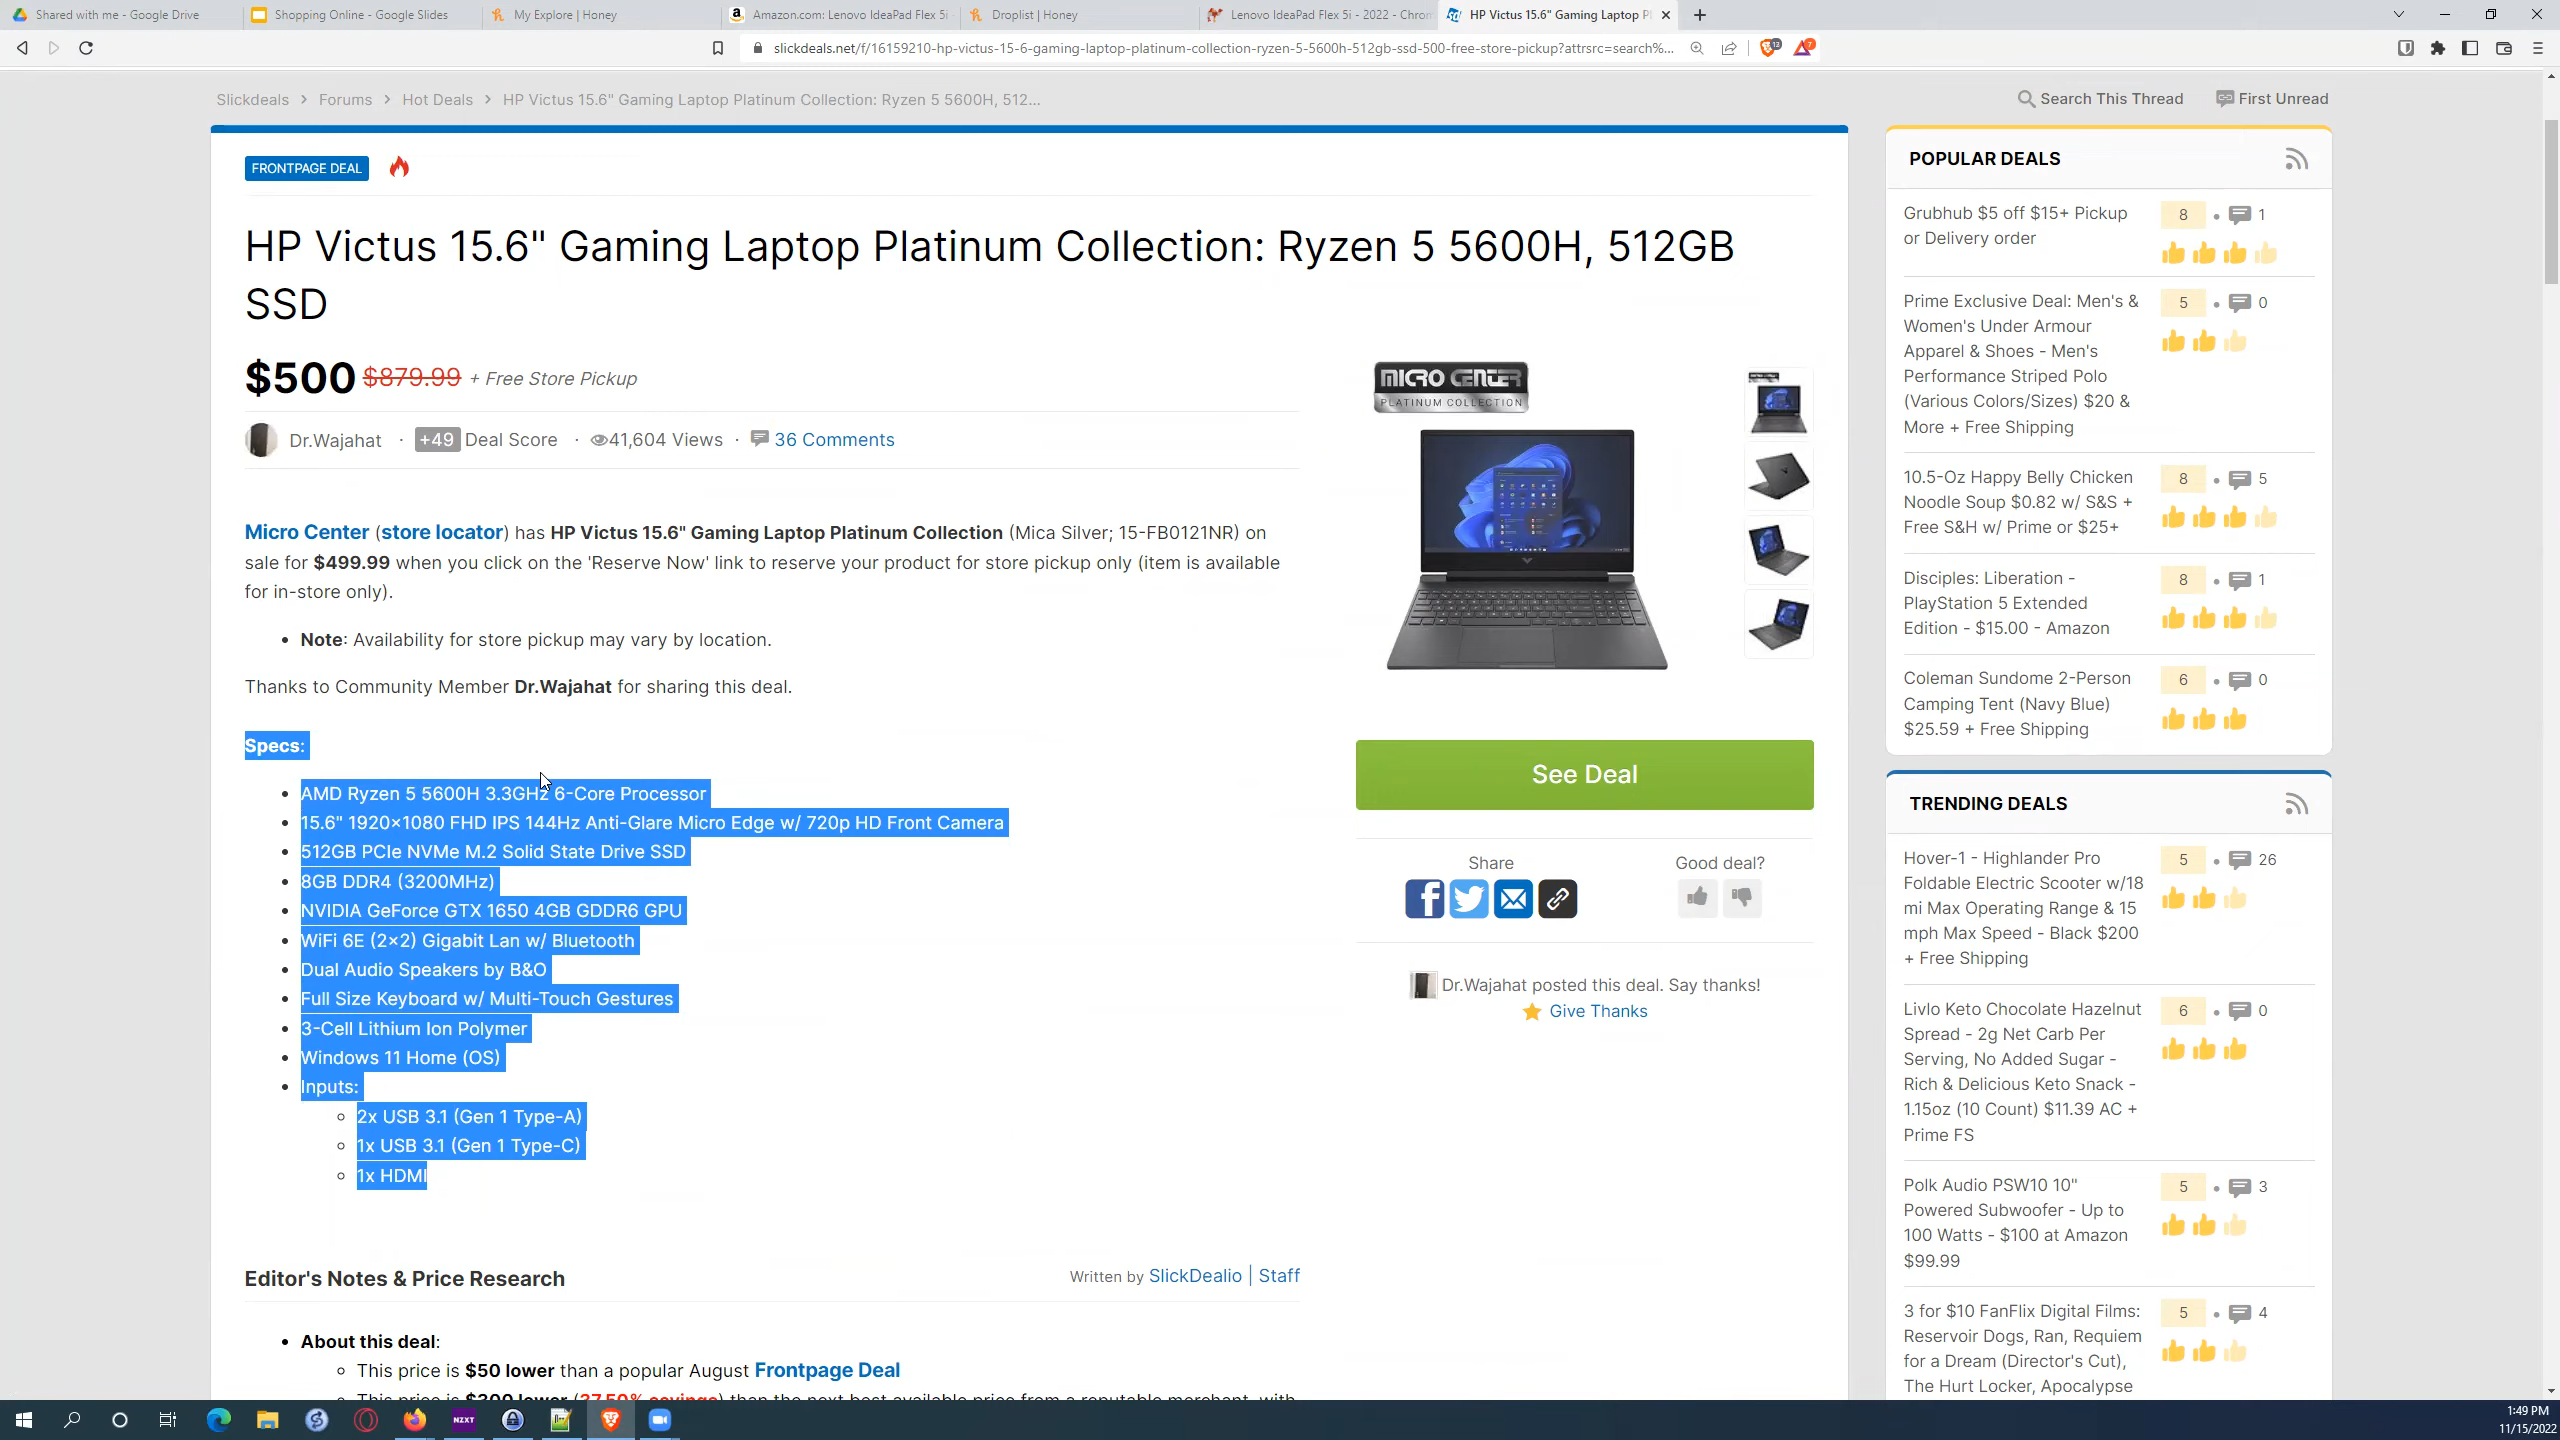 Shared with me - Google Drive
Shopping Online - Google Slides
My Explore | Honey
Amazon.com: Lenovo IdeaPad Flex 5i
Droplist | Honey
Lenovo IdeaPad Flex 5i - 2022 - Chrom
HP Victus 15.6" Gaming Laptop Pl
slickdeals.net/f/16159210-hp-victus-15-6-gaming-laptop-platinum-collection-ryzen-5-5600h-512gb-ssd-500-free-store-pickup?attrsrc=search%...
Slickdeals > Forums > Hot Deals > HP Victus 15.6" Gaming Laptop Platinum Collection: Ryzen 5 5600H, 512...
Search This Thread
First Unread
FRONTPAGE DEAL
HP Victus 15.6" Gaming Laptop Platinum Collection: Ryzen 5 5600H, 512GB
SSD
$500 $879.99 + Free Store Pickup
Dr.Wajahat · +49 Deal Score · 41,604 Views · 36 Comments
MICRO CENTER
PLATINUM COLLECTION
Micro Center (store locator) has HP Victus 15.6" Gaming Laptop Platinum Collection (Mica Silver; 15-FB0121NR) on
sale for $499.99 when you click on the 'Reserve Now' link to reserve your product for store pickup only (item is available
for in-store only).
• Note: Availability for store pickup may vary by location.
Thanks to Community Member Dr.Wajahat for sharing this deal.
Specs:
• AMD Ryzen 5 5600H 3.3GHz 6-Core Processor
• 15.6" 1920×1080 FHD IPS 144Hz Anti-Glare Micro Edge w/ 720p HD Front Camera
• 512GB PCIe NVMe M.2 Solid State Drive SSD
• 8GB DDR4 (3200MHz)
• NVIDIA GeForce GTX 1650 4GB GDDR6 GPU
• WiFi 6E (2×2) Gigabit Lan w/ Bluetooth
• Dual Audio Speakers by B&O
• Full Size Keyboard w/ Multi-Touch Gestures
• 3-Cell Lithium Ion Polymer
• Windows 11 Home (OS)
• Inputs:
◦ 2x USB 3.1 (Gen 1 Type-A)
◦ 1x USB 3.1 (Gen 1 Type-C)
◦ 1x HDMI
See Deal
Share
Good deal?
Dr.Wajahat posted this deal. Say thanks!
Give Thanks
Editor's Notes & Price Research
Written by SlickDealio | Staff
• About this deal:
◦ This price is $50 lower than a popular August Frontpage Deal
◦ This price is $300 lower (37.50% savings) than the next best available price from a reputable merchant, with
POPULAR DEALS
Grubhub $5 off $15+ Pickup
or Delivery order
8 • 1
Prime Exclusive Deal: Men's &
Women's Under Armour
Apparel & Shoes - Men's
Performance Striped Polo
(Various Colors/Sizes) $20 &
More + Free Shipping
5 • 0
10.5-Oz Happy Belly Chicken
Noodle Soup $0.82 w/ S&S +
Free S&H w/ Prime or $25+
8 • 5
Disciples: Liberation -
PlayStation 5 Extended
Edition - $15.00 - Amazon
8 • 1
Coleman Sundome 2-Person
Camping Tent (Navy Blue)
$25.59 + Free Shipping
6 • 0
TRENDING DEALS
Hover-1 - Highlander Pro
Foldable Electric Scooter w/18
mi Max Operating Range & 15
mph Max Speed - Black $200
+ Free Shipping
5 • 26
Livlo Keto Chocolate Hazelnut
Spread - 2g Net Carb Per
Serving, No Added Sugar -
Rich & Delicious Keto Snack -
1.15oz (10 Count) $11.39 AC +
Prime FS
6 • 0
Polk Audio PSW10 10"
Powered Subwoofer - Up to
100 Watts - $100 at Amazon
$99.99
5 • 3
3 for $10 FanFlix Digital Films:
Reservoir Dogs, Ran, Requiem
for a Dream (Director's Cut),
The Hurt Locker, Apocalypse
5 • 4
NZXT
1:49 PM
11/15/2022